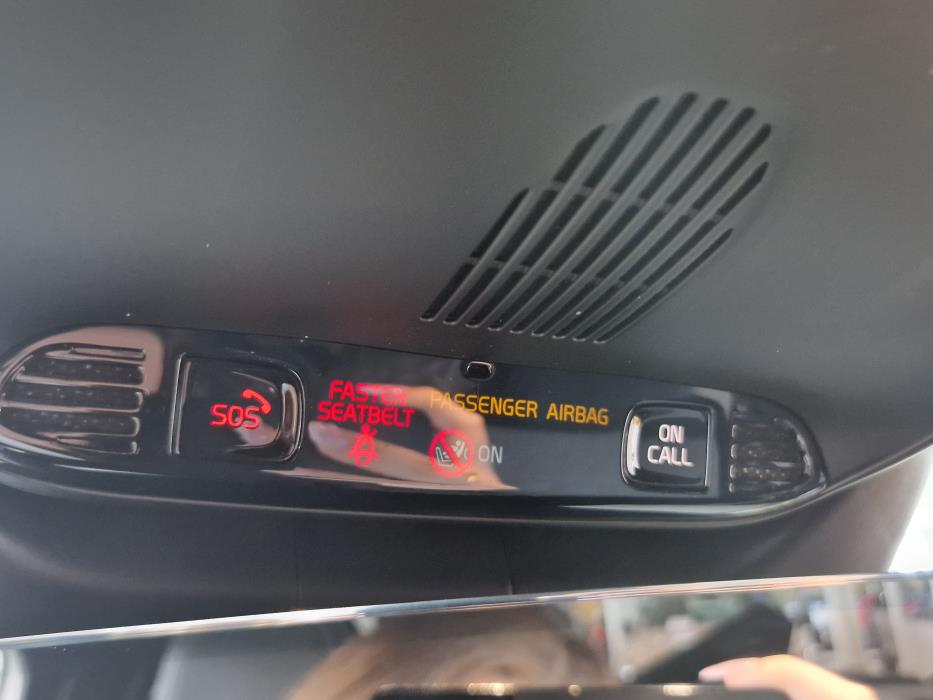 SOS
FASTEN
SEATBELT
PASSENGER AIRBAG
ON
ON
CALL